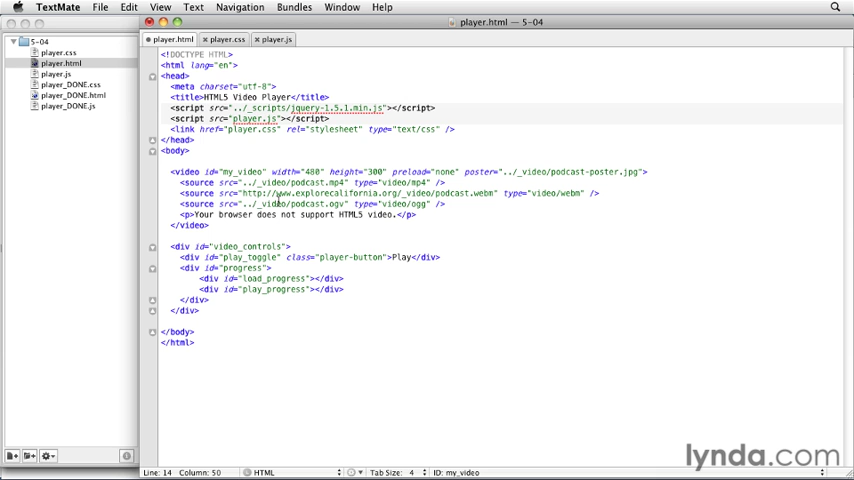 TextMate File Edit View Text Navigation Bundles Window Help
player.html — 5-04
5-04
player.css
player.html
player.js
player_DONE.css
player_DONE.html
player_DONE.js
player.html player.css player.js
<!DOCTYPE HTML>
<html lang="en">
<head>
<meta charset="utf-8">
<title>HTML5 Video Player</title>
<script src="../_scripts/jquery-1.5.1.min.js"></script>
<script src="player.js"></script>
<link href="player.css" rel="stylesheet" type="text/css" />
</head>
<body>
<video id="my_video" width="480" height="300" preload="none" poster="../_video/podcast-poster.jpg">
<source src="../_video/podcast.mp4" type="video/mp4" />
<source src="http://www.explorecalifornia.org/_video/podcast.webm" type="video/webm" />
<source src="../_video/podcast.ogv" type="video/ogg" />
<p>Your browser does not support HTML5 video.</p>
</video>
<div id="video_controls">
<div id="play_toggle" class="player-button">Play</div>
<div id="progress">
<div id="load_progress"></div>
<div id="play_progress"></div>
</div>
</div>
</body>
</html>
lynda.com
Line: 14 Column: 50 HTML Tab Size: 4 ID: my_video